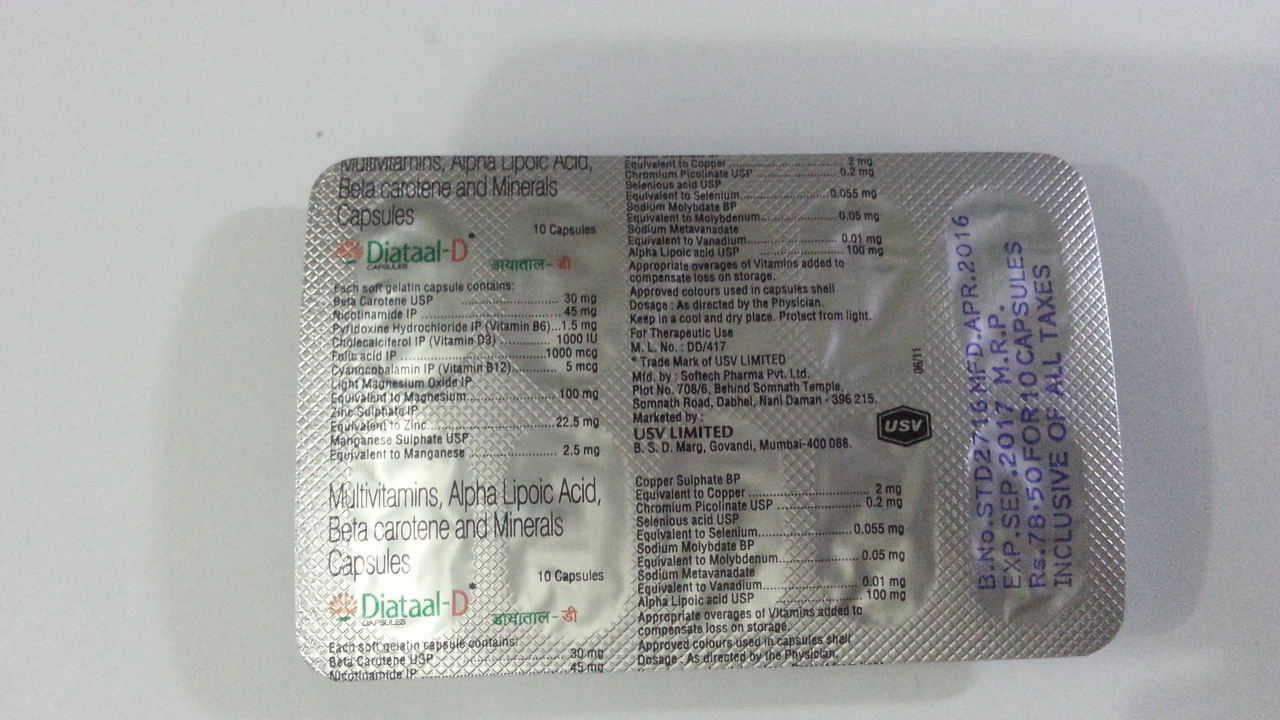 Multivitamins, Alpha Lipoic Acid,
Beta carotene and Minerals
Capsules
10 Capsules
Diataal-D*
CAPSULES
डायाताल - डी
Each soft gelatin capsule contains:
Beta Carotene USP ........ 30 mg
Nicotinamide IP ........ 45 mg
Pyridoxine Hydrochloride IP (Vitamin B6)...1.5 mg
Cholecalciferol IP (Vitamin D3) ........ 1000 IU
Folic acid IP ........ 1000 mcg
Cyanocobalamin IP (Vitamin B12) ........ 5 mcg
Light Magnesium Oxide IP
Equivalent to Magnesium ........ 100 mg
Zinc Sulphate IP
Equivalent to Zinc ........ 22.5 mg
Manganese Sulphate USP
Equivalent to Manganese ........ 2.5 mg
Multivitamins, Alpha Lipoic Acid,
Beta carotene and Minerals
Capsules
10 Capsules
Diataal-D*
CAPSULES
डायाताल - डी
Each soft gelatin capsule contains:
Beta Carotene USP ........ 30 mg
Nicotinamide IP ........ 45 mg
Equivalent to Copper ........ 2 mg
Chromium Picolinate USP ........ 0.2 mg
Selenious acid USP
Equivalent to Selenium ........ 0.055 mg
Sodium Molybdate BP
Equivalent to Molybdenum ........ 0.05 mg
Sodium Metavanadate
Equivalent to Vanadium ........ 0.01 mg
Alpha Lipoic acid USP ........ 100 mg
Appropriate overages of Vitamins added to
compensate loss on storage.
Approved colours used in capsules shell
Dosage : As directed by the Physician.
Keep in a cool and dry place. Protect from light.
For Therapeutic Use
M. L. No. : DD/417
* Trade Mark of USV LIMITED
Mfd. by : Softech Pharma Pvt. Ltd.
Plot No. 708/6, Behind Somnath Temple,
Somnath Road, Dabhel, Nani Daman - 396 215.
Marketed by :
USV LIMITED
B. S. D. Marg, Govandi, Mumbai-400 088.
USV
06/11
Copper Sulphate BP
Equivalent to Copper ........ 2 mg
Chromium Picolinate USP ........ 0.2 mg
Selenious acid USP
Equivalent to Selenium ........ 0.055 mg
Sodium Molybdate BP
Equivalent to Molybdenum ........ 0.05 mg
Sodium Metavanadate
Equivalent to Vanadium ........ 0.01 mg
Alpha Lipoic acid USP ........ 100 mg
Appropriate overages of Vitamins added to
compensate loss on storage.
Approved colours used in capsules shell
Dosage : As directed by the Physician.
B.No.STD2716 MFD.APR.2016
EXP.SEP.2017 M.R.P.
Rs.78.50 FOR 10 CAPSULES
INCLUSIVE OF ALL TAXES